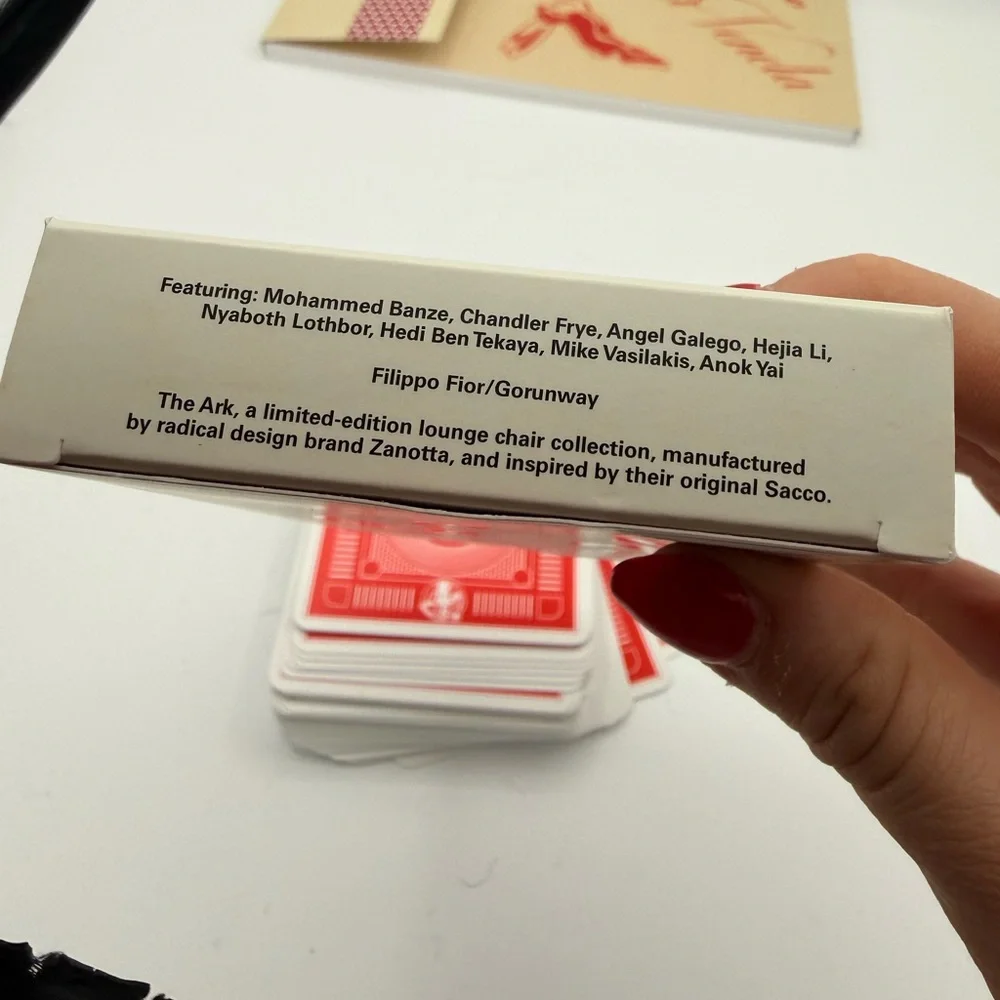 Featuring: Mohammed Banze, Chandler Frye, Angel Galego, Hejia Li,
Nyaboth Lothbor, Hedi Ben Tekaya, Mike Vasilakis, Anok Yai
Filippo Fior/Gorunway
The Ark, a limited-edition lounge chair collection, manufactured
by radical design brand Zanotta, and inspired by their original Sacco.